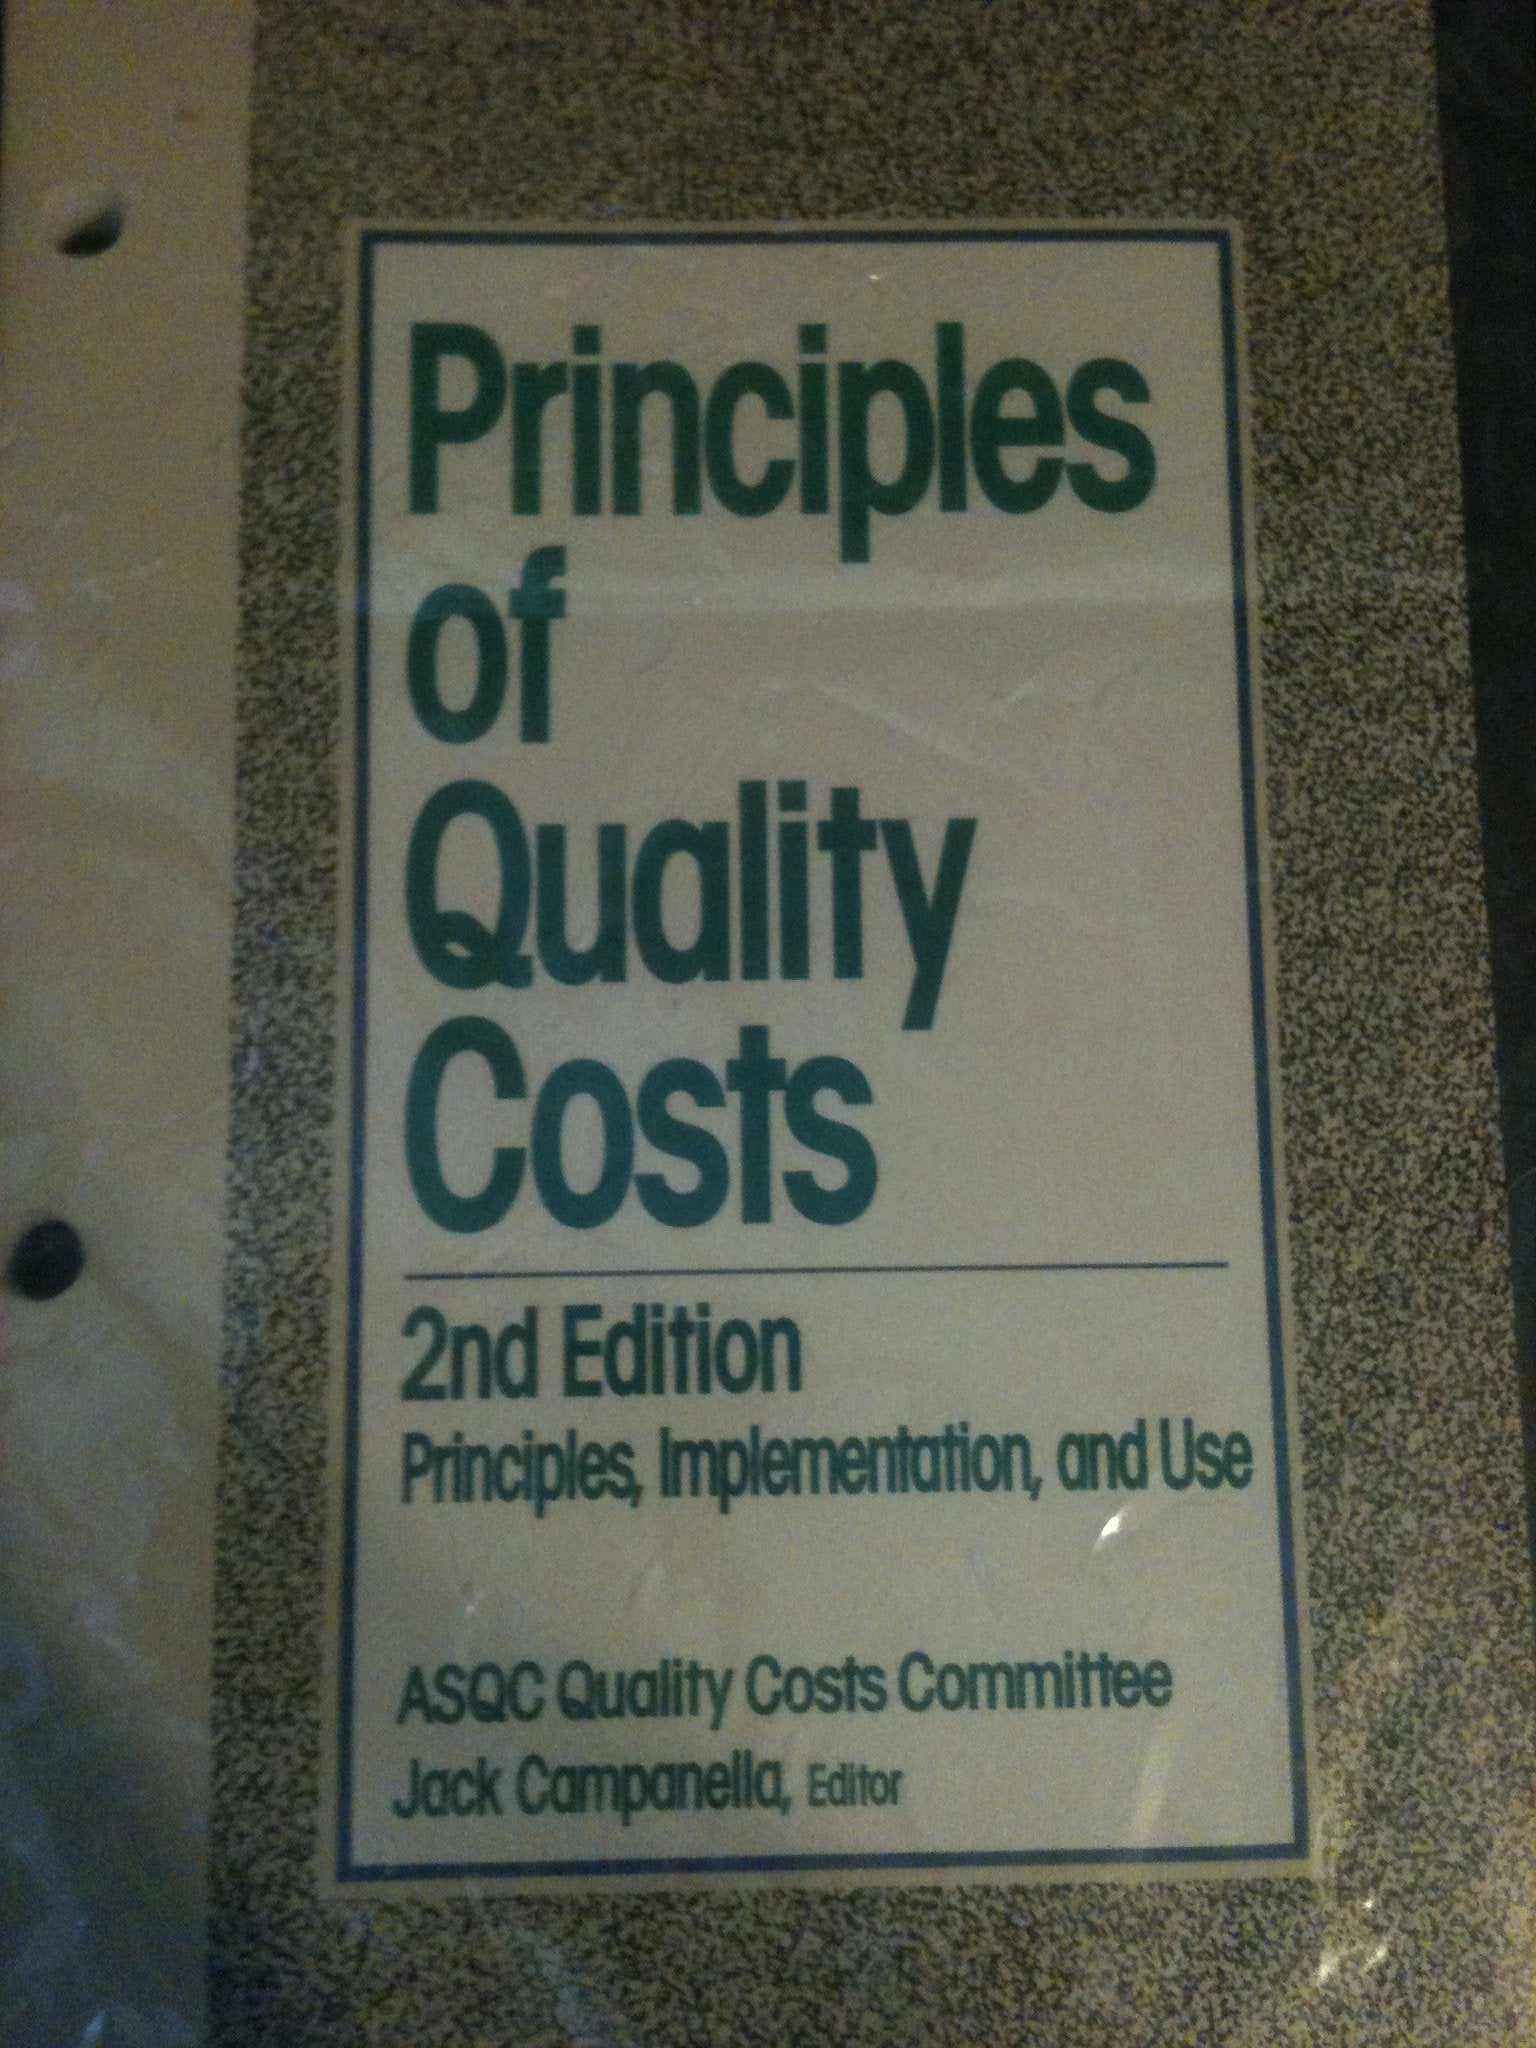 Principles
of
Quality
Costs
2nd Edition
Principles, Implementation, and Use
ASQC Quality Costs Committee
Jack Campanella, Editor